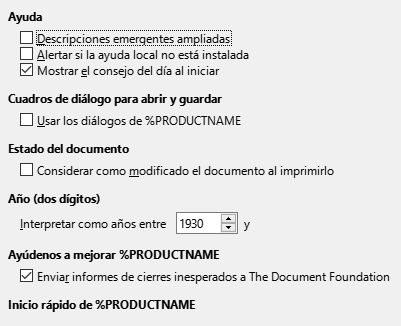 Ayuda
Descripciones emergentes ampliadas
Alertar si la ayuda local no está instalada
Mostrar el consejo del día al iniciar
Cuadros de diálogo para abrir y guardar
Usar los diálogos de %PRODUCTNAME
Estado del documento
Considerar como modificado el documento al imprimirlo
Año (dos dígitos)
Interpretar como años entre 1930 y
Ayúdenos a mejorar %PRODUCTNAME
Enviar informes de cierres inesperados a The Document Foundation
Inicio rápido de %PRODUCTNAME